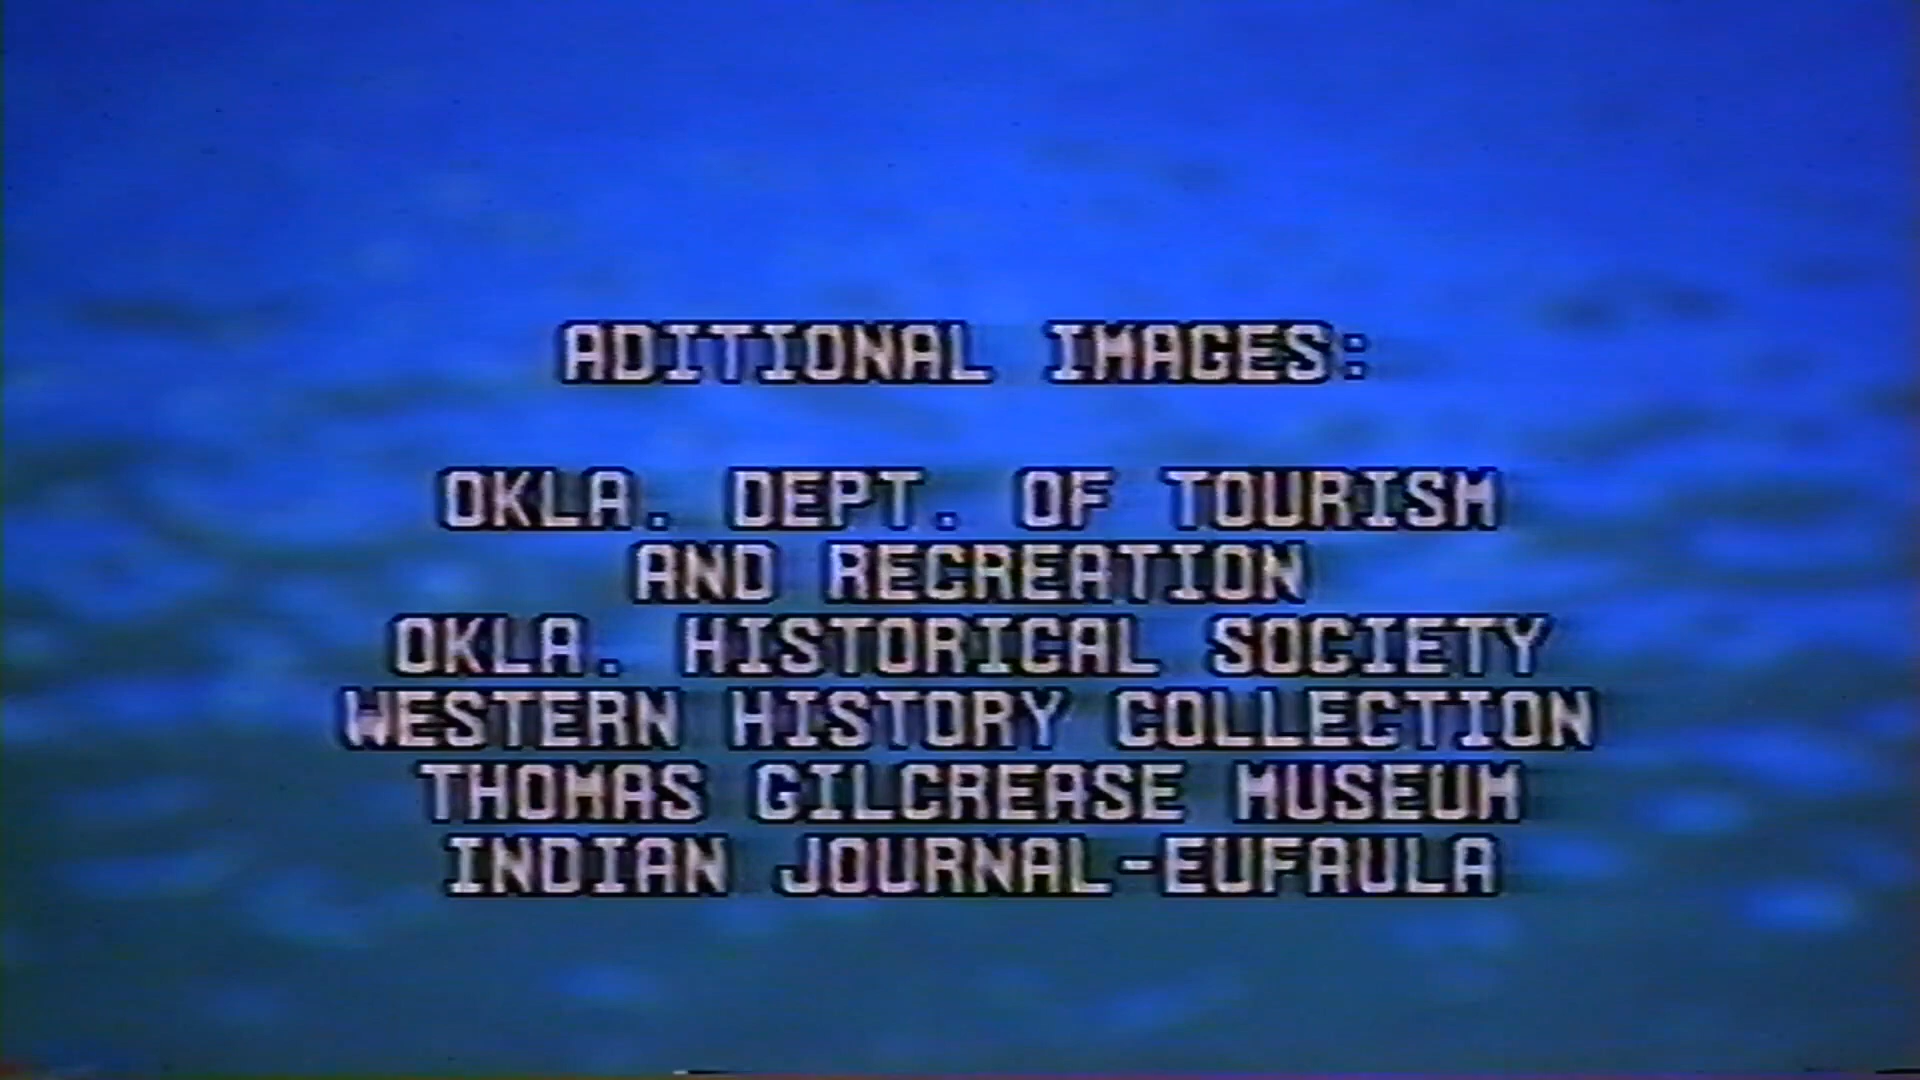 ADITIONAL IMAGES:
OKLA. DEPT. OF TOURISM
AND RECREATION
OKLA. HISTORICAL SOCIETY
WESTERN HISTORY COLLECTION
THOMAS GILCREASE MUSEUM
INDIAN JOURNAL-EUFAULA